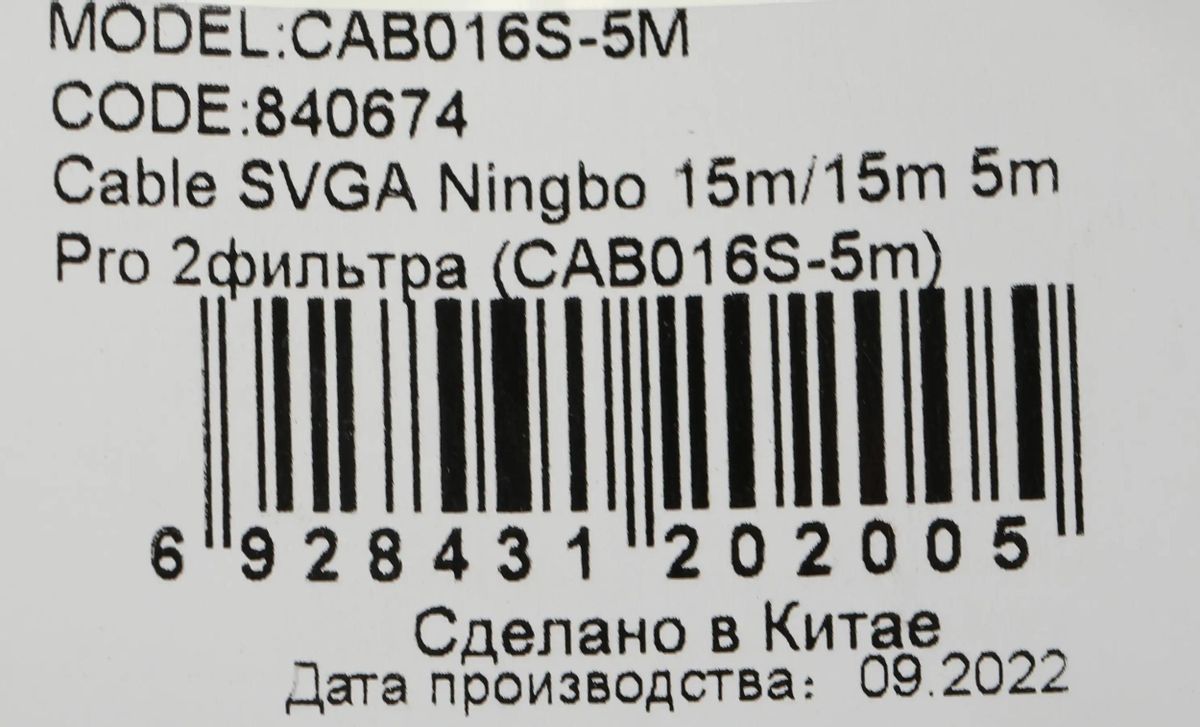 MODEL:CAB016S-5M
CODE:840674
Cable SVGA Ningbo 15m/15m 5m
Pro 2фильтра (CAB016S-5m)
6 928431 202005
Сделано в Китае
Дата производства: 09.2022